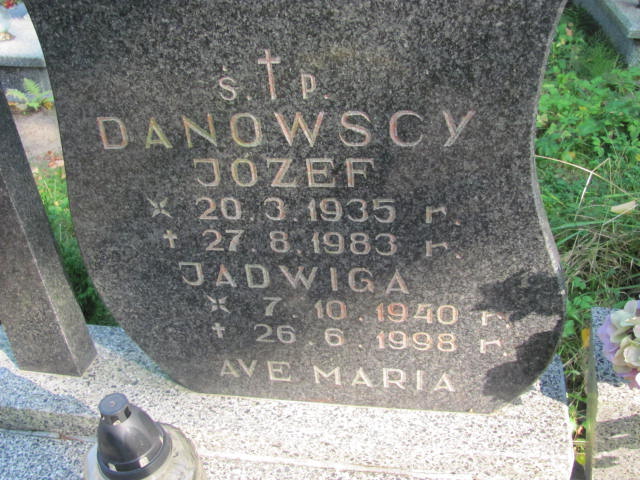 Ś. † P.
DANOWSCY
JÓZEF
* 20.3.1935 r.
† 27.8.1983 r.
JADWIGA
* 7.10.1940 r.
† 26.6.1998 r.
AVE MARIA